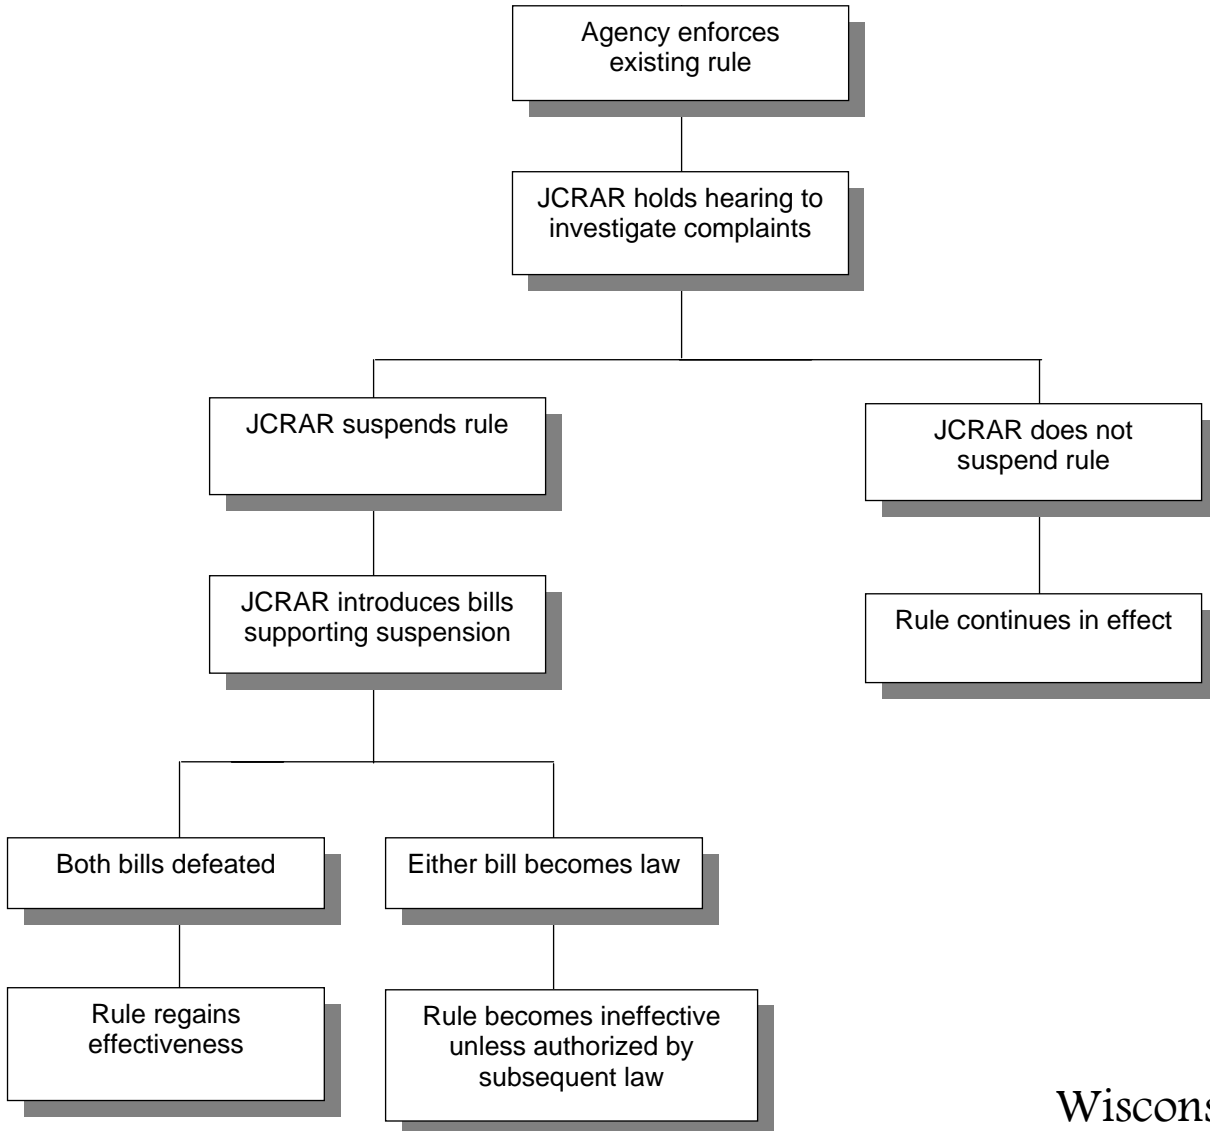 Agency enforces
existing rule
JCRAR holds hearing to
investigate complaints
JCRAR suspends rule
JCRAR does not
suspend rule
JCRAR introduces bills
supporting suspension
Rule continues in effect
Both bills defeated
Either bill becomes law
Rule regains
effectiveness
Rule becomes ineffective
unless authorized by
subsequent law